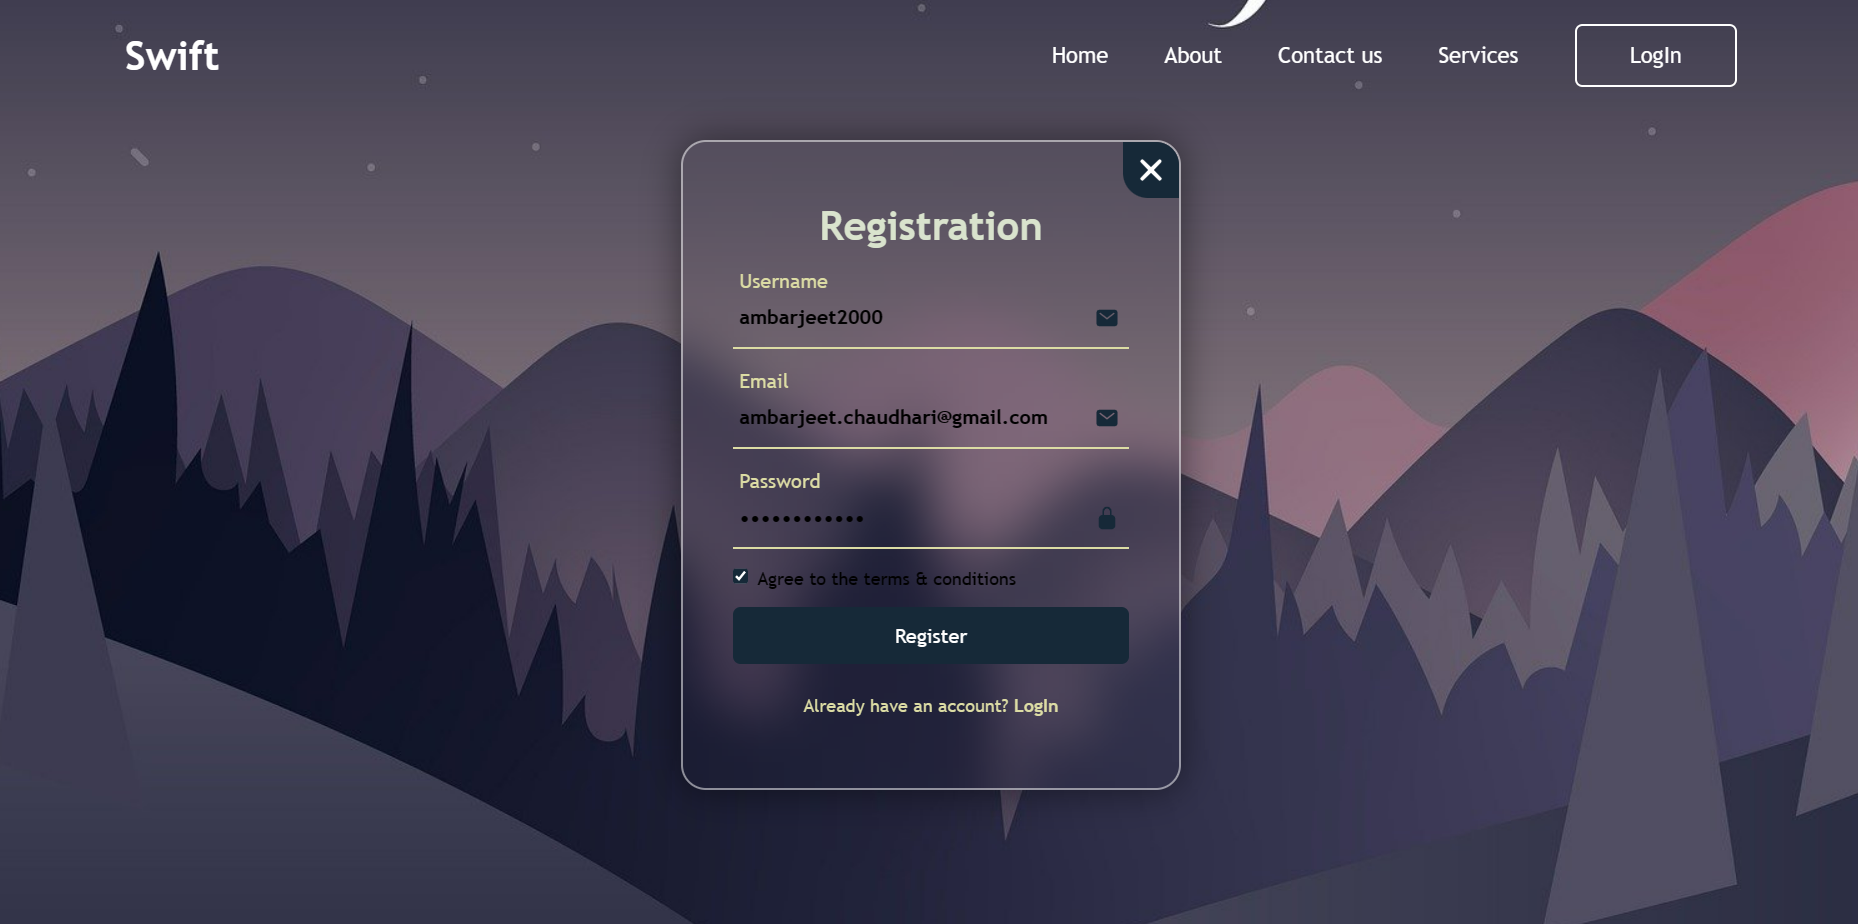 Swift
Home About Contact us Services LogIn
Registration
Username
ambarjeet2000
Email
ambarjeet.chaudhari@gmail.com
Password
••••••••••••
Agree to the terms & conditions
Register
Already have an account? LogIn